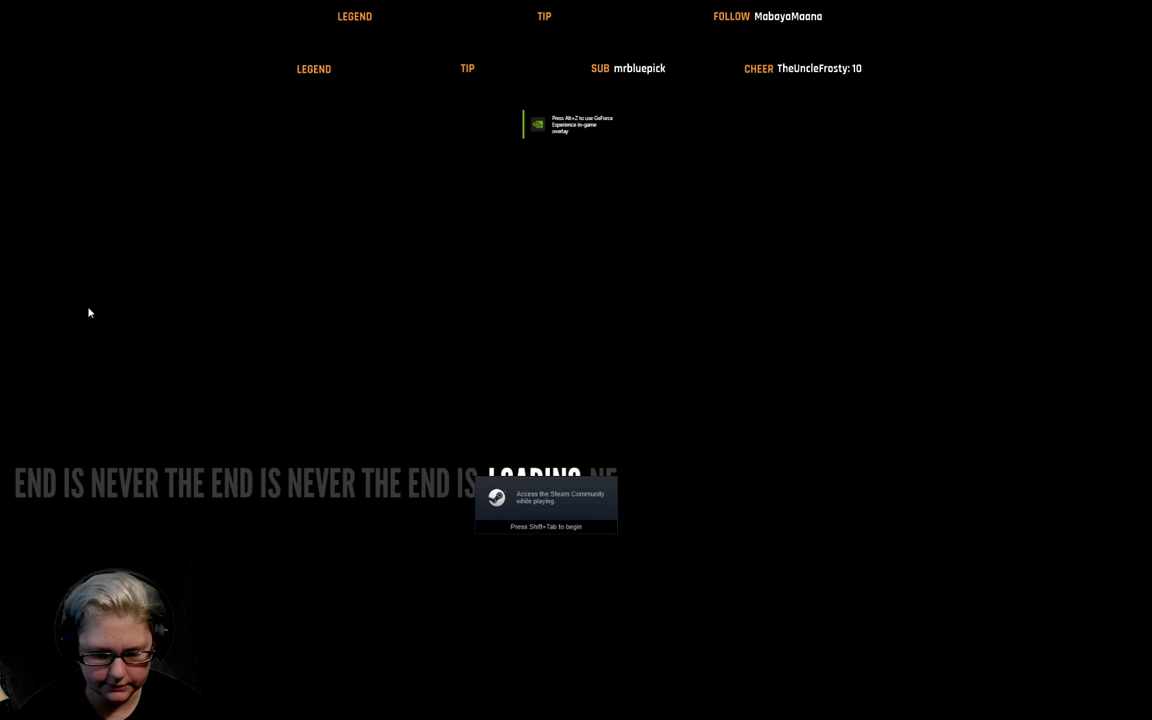 LEGEND TIP FOLLOW MabayaMaana
LEGEND TIP SUB mrbluepick CHEER TheUncleFrosty: 10
Press Alt+Z to use GeForce
Experience in-game
overlay
END IS NEVER THE END IS NEVER THE END IS LOADING NE
Access the Steam Community
while playing.
Press Shift+Tab to begin